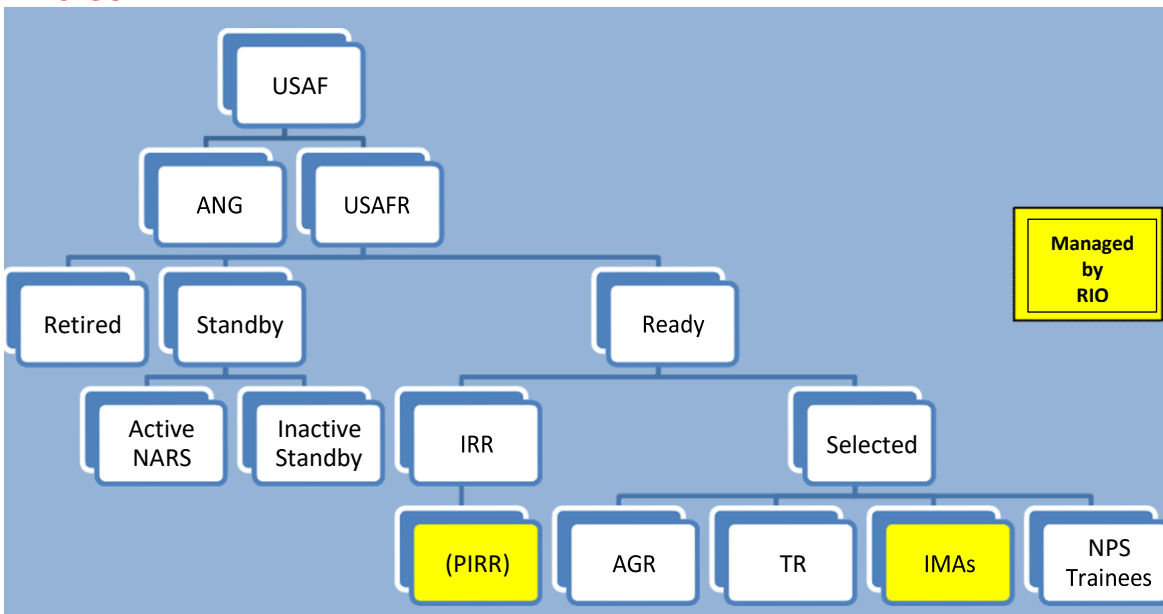 USAF
ANG
USAFR
Managed
by
RIO
Retired
Standby
Ready
Active
NARS
Inactive
Standby
IRR
Selected
(PIRR)
AGR
TR
IMAs
NPS
Trainees